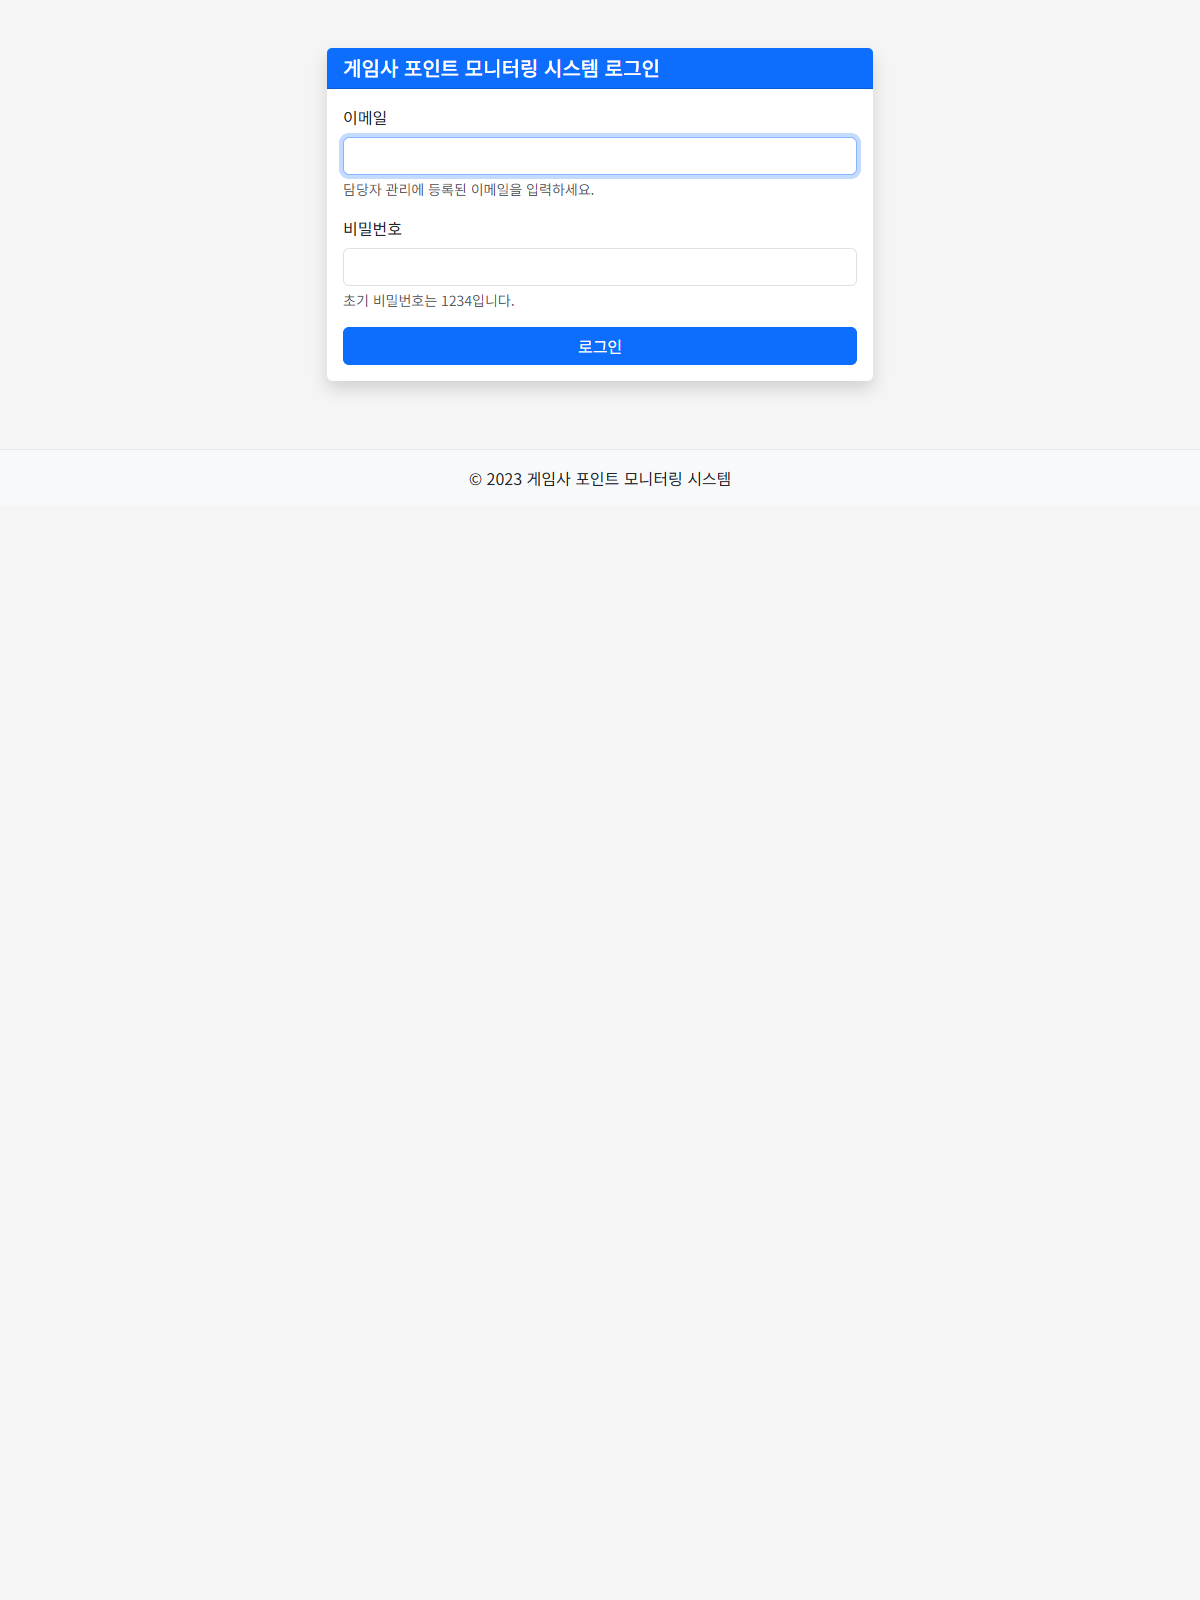 게임사 포인트 모니터링 시스템 로그인
이메일
담당자 관리에 등록된 이메일을 입력하세요.
비밀번호
초기 비밀번호는 1234입니다.
로그인
© 2023 게임사 포인트 모니터링 시스템